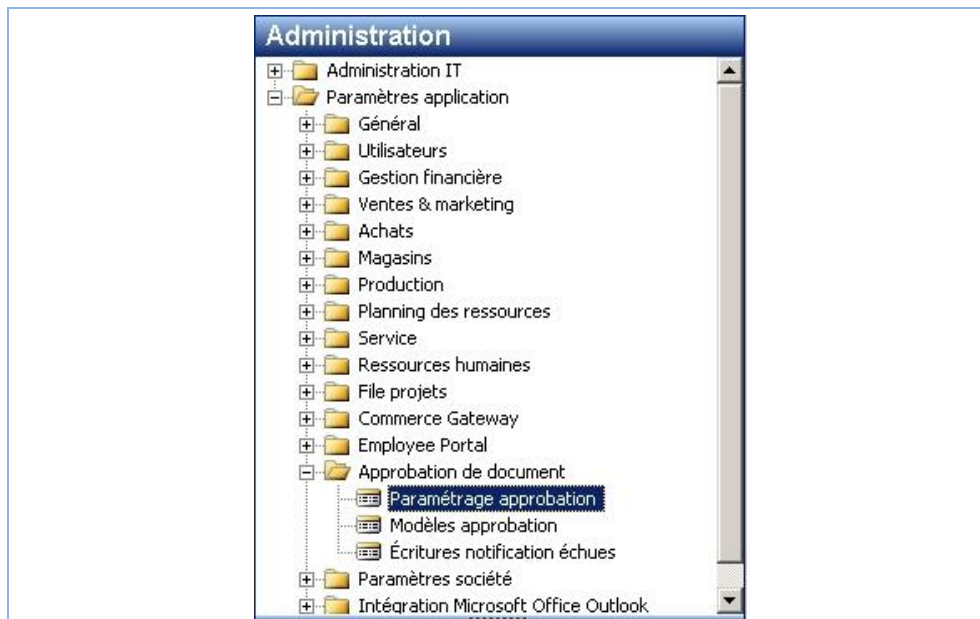 Administration
Administration IT
Paramètres application
Général
Utilisateurs
Gestion financière
Ventes & marketing
Achats
Magasins
Production
Planning des ressources
Service
Ressources humaines
File projets
Commerce Gateway
Employee Portal
Approbation de document
Paramétrage approbation
Modèles approbation
Écritures notification échues
Paramètres société
Intégration Microsoft Office Outlook